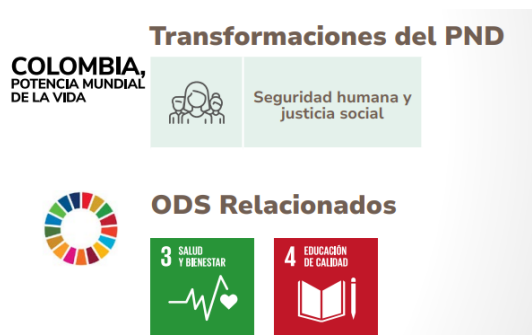 Transformaciones del PND
COLOMBIA,
POTENCIA MUNDIAL
DE LA VIDA
Seguridad humana y
justicia social
ODS Relacionados
3 SALUD
Y BIENESTAR
4 EDUCACIÓN
DE CALIDAD